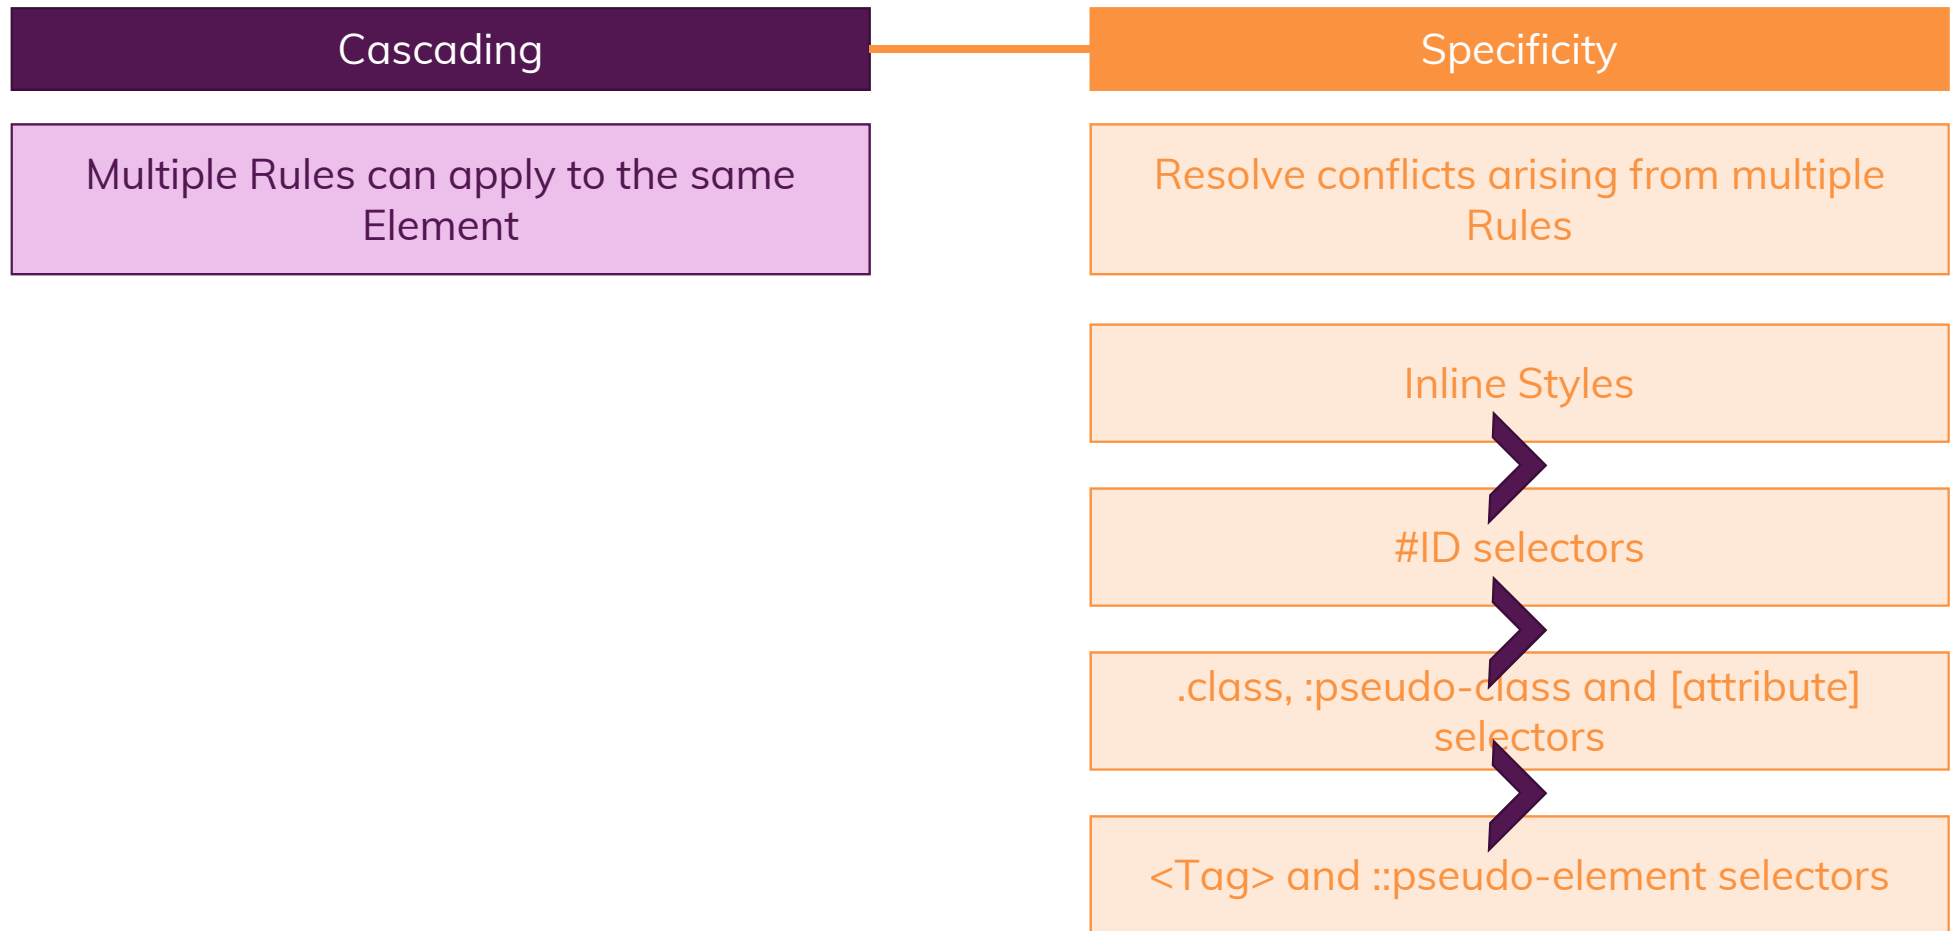 Cascading
Specificity
Multiple Rules can apply to the same
Element
Resolve conflicts arising from multiple
Rules
Inline Styles
#ID selectors
.class, :pseudo-class and [attribute]
selectors
<Tag> and ::pseudo-element selectors